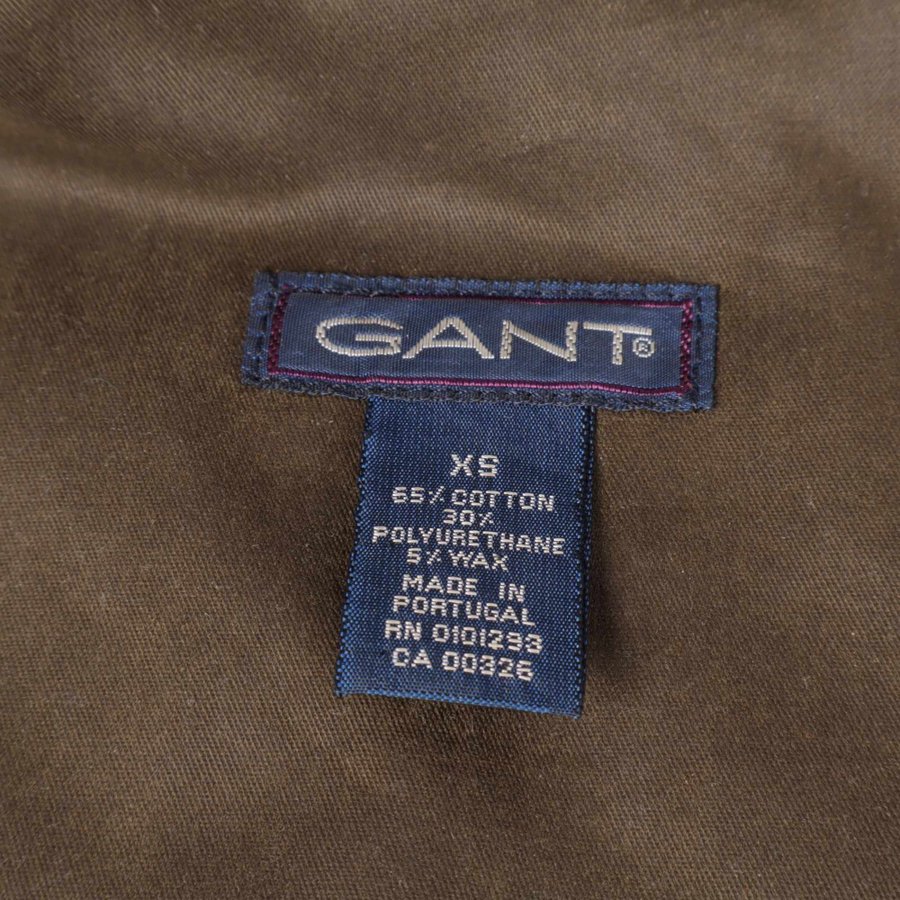 GANT®
XS
65% COTTON
30%
POLYURETHANE
5% WAX
MADE IN
PORTUGAL
RN 0101293
CA 00326